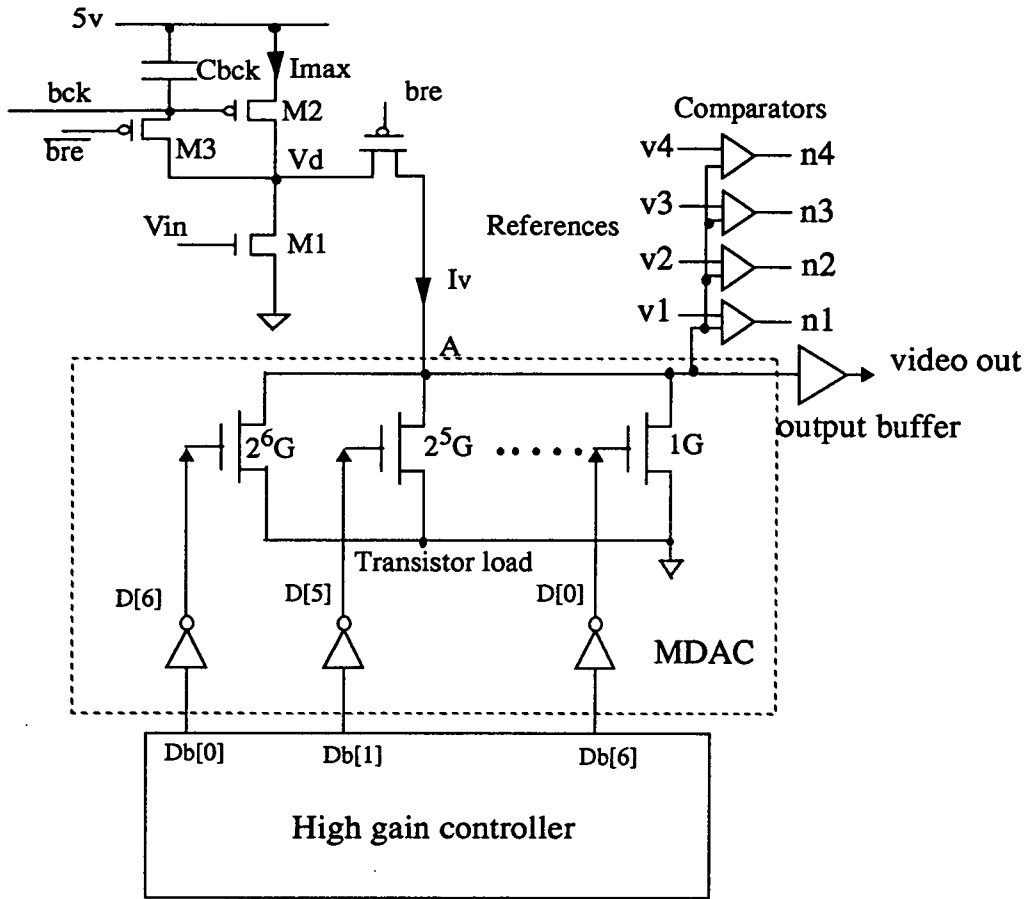 5v
Cbck
Imax
bck
bre
M2
Comparators
bre
M3
Vd
v4
n4
v3
n3
References
Vin
M1
v2
n2
Iv
v1
n1
A
video out
output buffer
2⁶G
2⁵G
1G
Transistor load
D[6]
D[5]
D[0]
MDAC
Db[0]
Db[1]
Db[6]
High gain controller